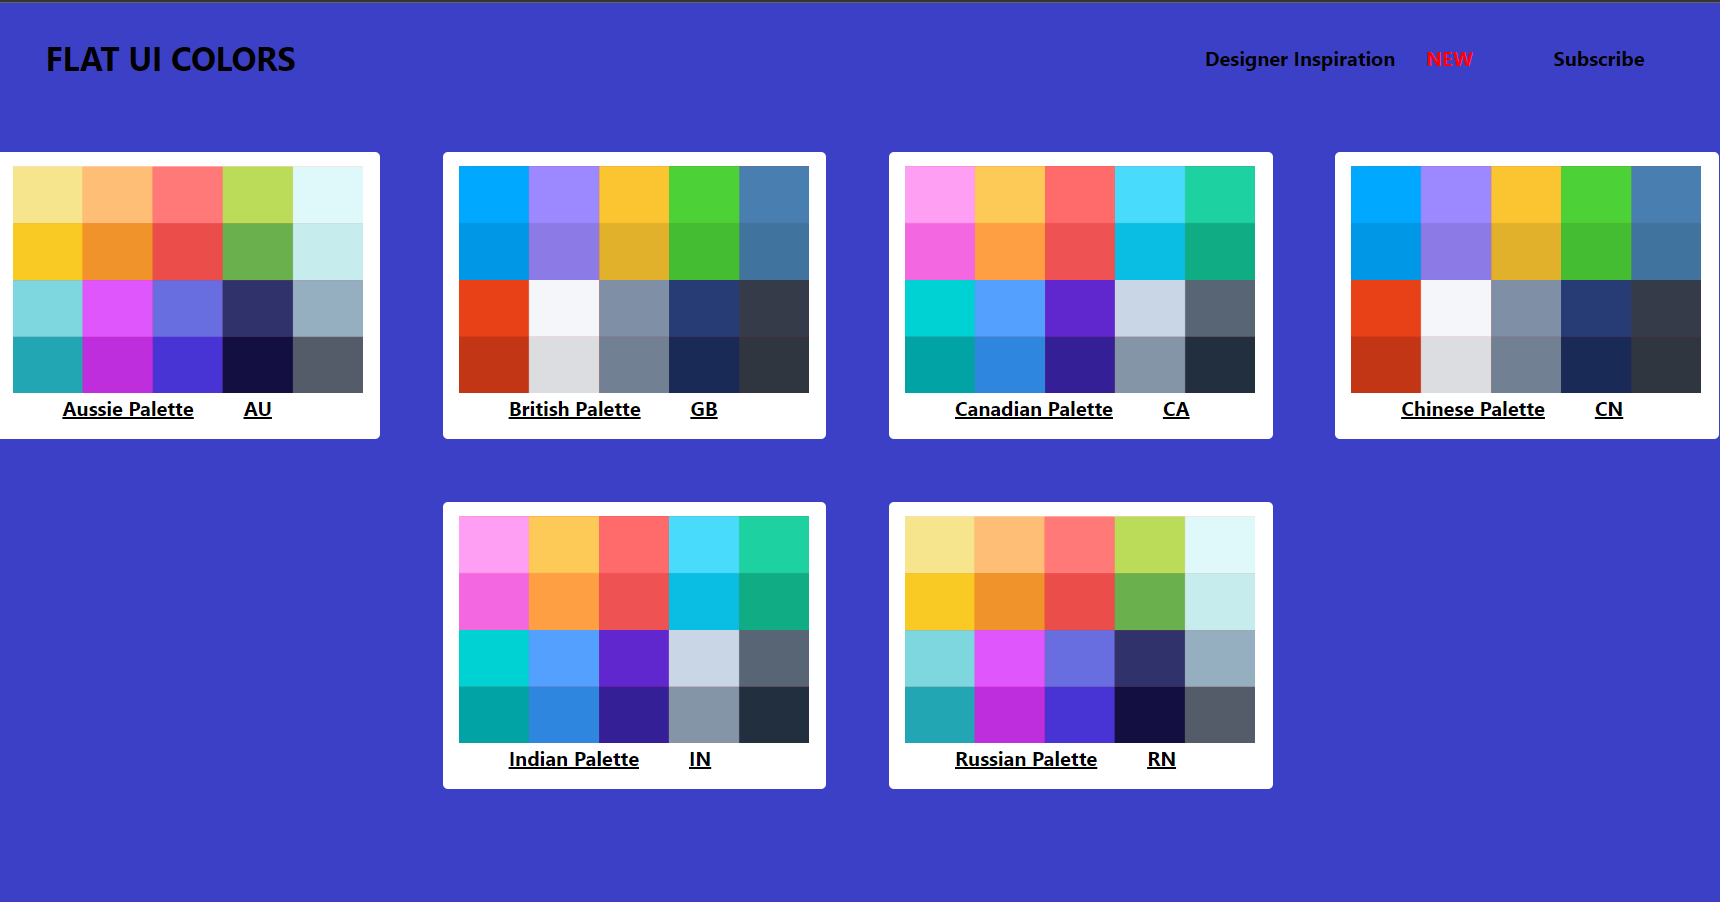 FLAT UI COLORS
Designer Inspiration NEW Subscribe
Aussie Palette AU
British Palette GB
Canadian Palette CA
Chinese Palette CN
Indian Palette IN
Russian Palette RN